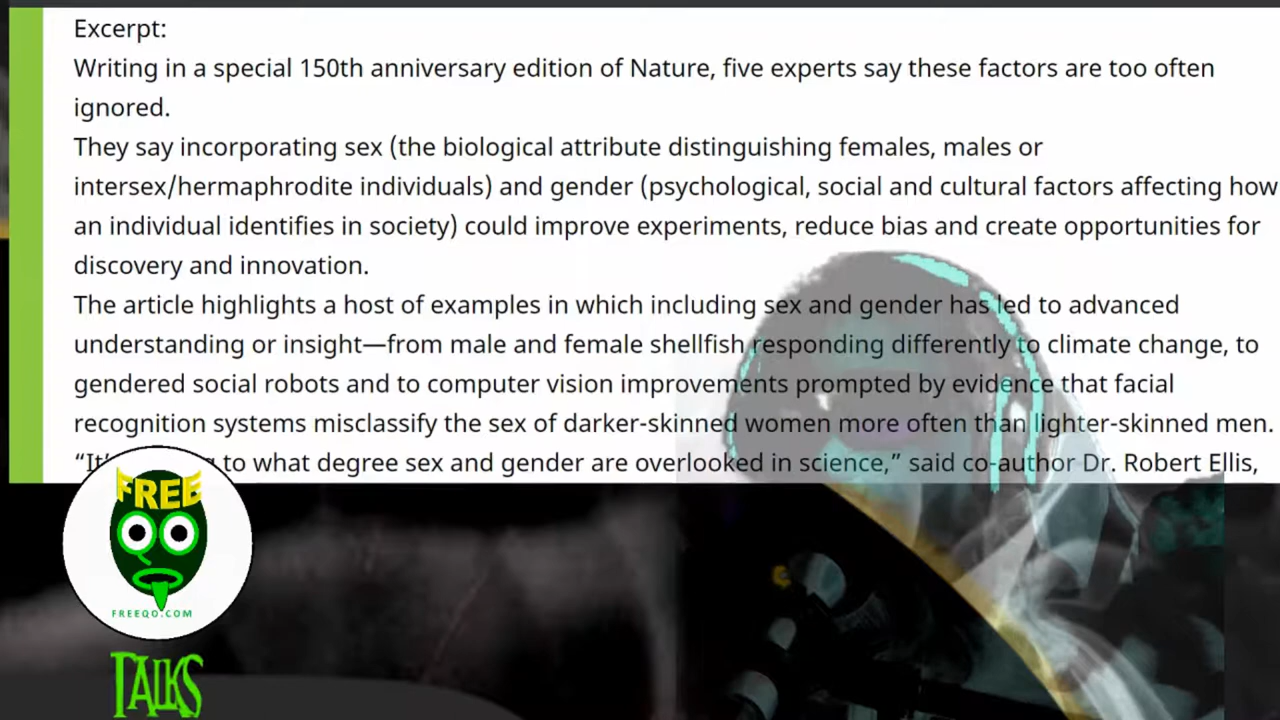 Excerpt:
Writing in a special 150th anniversary edition of Nature, five experts say these factors are too often
ignored.
They say incorporating sex (the biological attribute distinguishing females, males or
intersex/hermaphrodite individuals) and gender (psychological, social and cultural factors affecting how
an individual identifies in society) could improve experiments, reduce bias and create opportunities for
discovery and innovation.
The article highlights a host of examples in which including sex and gender has led to advanced
understanding or insight—from male and female shellfish responding differently to climate change, to
gendered social robots and to computer vision improvements prompted by evidence that facial
recognition systems misclassify the sex of darker-skinned women more often than lighter-skinned men.
“It’s to what degree sex and gender are overlooked in science,” said co-author Dr. Robert Ellis,
FREE
FREEQO.COM
TALKS